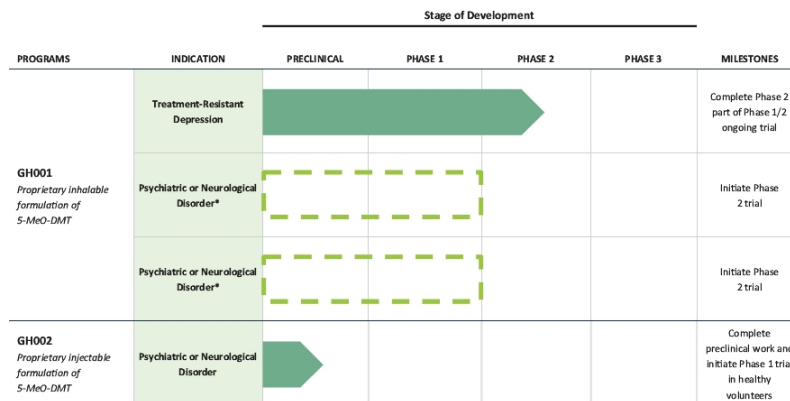 Stage of Development
PROGRAMS INDICATION PRECLINICAL PHASE 1 PHASE 2 PHASE 3 MILESTONES
GH001
Proprietary inhalable
formulation of
5-MeO-DMT
Treatment-Resistant
Depression
Complete Phase 2
part of Phase 1/2
ongoing trial
Psychiatric or Neurological
Disorder*
Initiate Phase
2 trial
Psychiatric or Neurological
Disorder*
Initiate Phase
2 trial
GH002
Proprietary injectable
formulation of
5-MeO-DMT
Psychiatric or Neurological
Disorder
Complete
preclinical work and
initiate Phase 1 tria
in healthy
volunteers